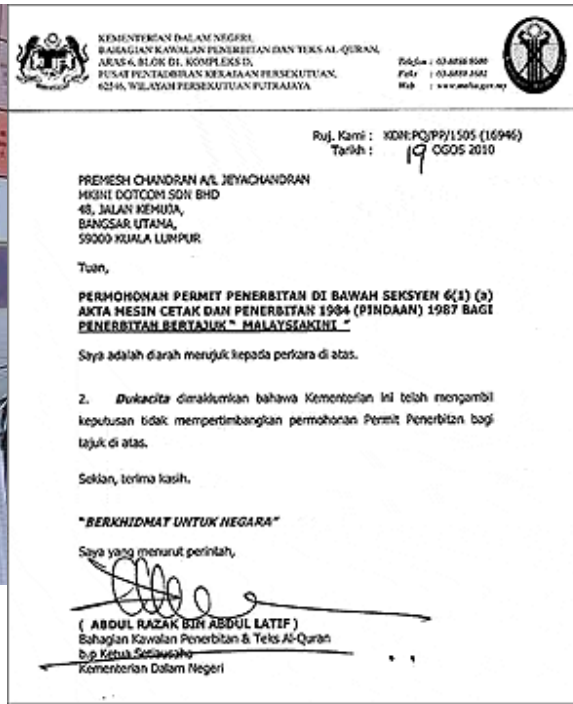 KEMENTERIAN DALAM NEGERI,
BAHAGIAN KAWALAN PENERBITAN DAN TEKS AL-QURAN,
ARAS 6, BLOK D1, KOMPLEKS D,
PUSAT PENTADBIRAN KERAJAAN PERSEKUTUAN,
62546, WILAYAH PERSEKUTUAN PUTRAJAYA
Telefon : 03-8886 8000
Faks :
Web : www.moha.gov.my
Ruj. Kami : KDN:PQ/PP/1505 (16946)
Tarikh : 19 OGOS 2010
PREMESH CHANDRAN A/L JEYACHANDRAN
MKINI DOTCOM SDN BHD
48, JALAN KEMUJA,
BANGSAR UTAMA,
59000 KUALA LUMPUR
Tuan,
PERMOHONAN PERMIT PENERBITAN DI BAWAH SEKSYEN 6(1) (a)
AKTA MESIN CETAK DAN PENERBITAN 1984 (PINDAAN) 1987 BAGI
PENERBITAN BERTAJUK " MALAYSIAKINI "
Saya adalah diarah merujuk kepada perkara di atas.
2. Dukacita dimaklumkan bahawa Kementerian ini telah mengambil
keputusan tidak mempertimbangkan permohonan Permit Penerbitan bagi
tajuk di atas.
Sekian, terima kasih.
"BERKHIDMAT UNTUK NEGARA"
Saya yang menurut perintah,
( ABDUL RAZAK BIN ABDUL LATIF )
Bahagian Kawalan Penerbitan & Teks Al-Quran
b.p Ketua Setiausaha
Kementerian Dalam Negeri